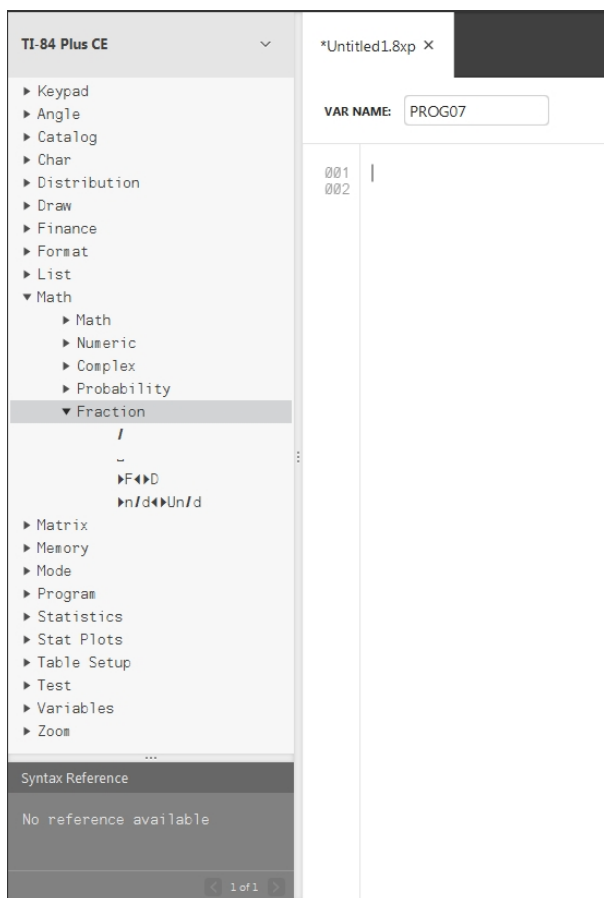 TI-84 Plus CE
*Untitled1.8xp ×
VAR NAME: PROG07
▶ Keypad
▶ Angle
▶ Catalog
▶ Char
▶ Distribution
▶ Draw
▶ Finance
▶ Format
▶ List
▼ Math
▶ Math
▶ Numeric
▶ Complex
▶ Probability
▼ Fraction
/
⎵
▶F◀▶D
▶n/d◀▶Un/d
▶ Matrix
▶ Memory
▶ Mode
▶ Program
▶ Statistics
▶ Stat Plots
▶ Table Setup
▶ Test
▶ Variables
▶ Zoom
001
002
Syntax Reference
No reference available
< 1 of 1 >